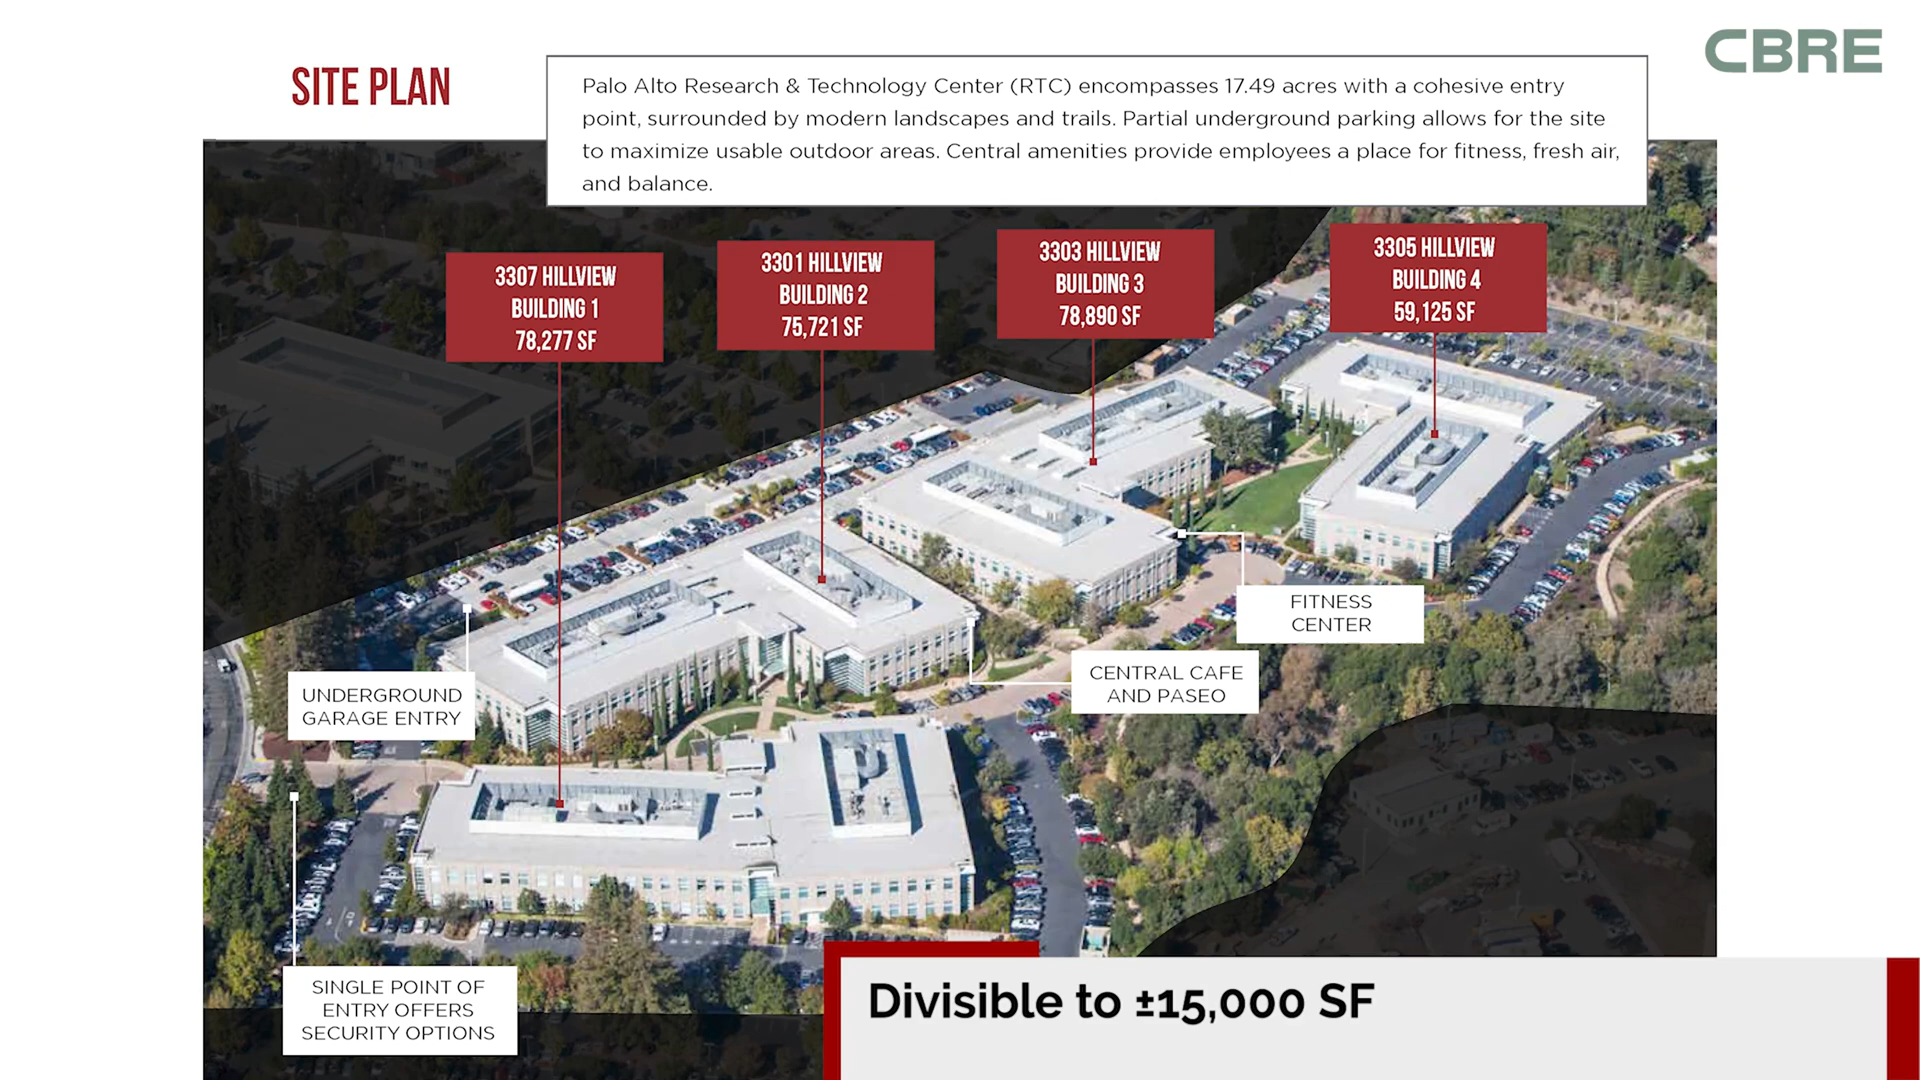 CBRE
SITE PLAN
Palo Alto Research & Technology Center (RTC) encompasses 17.49 acres with a cohesive entry
point, surrounded by modern landscapes and trails. Partial underground parking allows for the site
to maximize usable outdoor areas. Central amenities provide employees a place for fitness, fresh air,
and balance.
3307 HILLVIEW
BUILDING 1
78,277 SF
3301 HILLVIEW
BUILDING 2
75,721 SF
3303 HILLVIEW
BUILDING 3
78,890 SF
3305 HILLVIEW
BUILDING 4
59,125 SF
FITNESS
CENTER
CENTRAL CAFE
AND PASEO
UNDERGROUND
GARAGE ENTRY
SINGLE POINT OF
ENTRY OFFERS
SECURITY OPTIONS
Divisible to ±15,000 SF